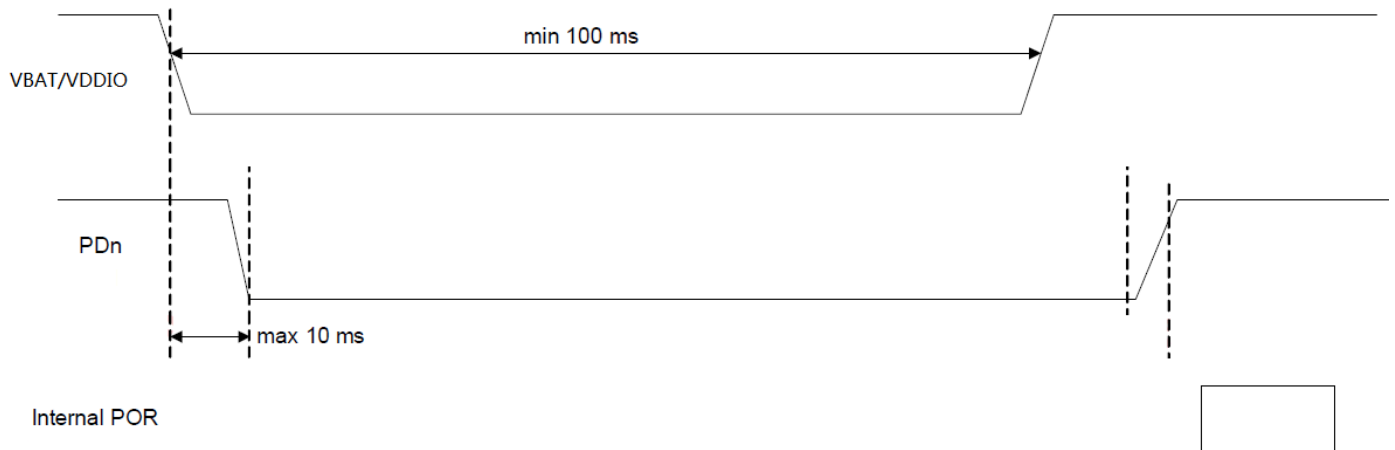 min 100 ms
VBAT/VDDIO
PDn
max 10 ms
Internal POR